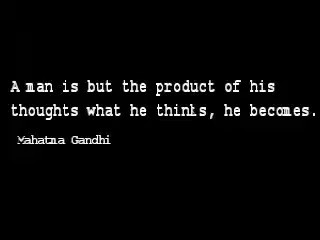 A man is but the product of his
thoughts what he thinks, he becomes.
Mahatma Gandhi